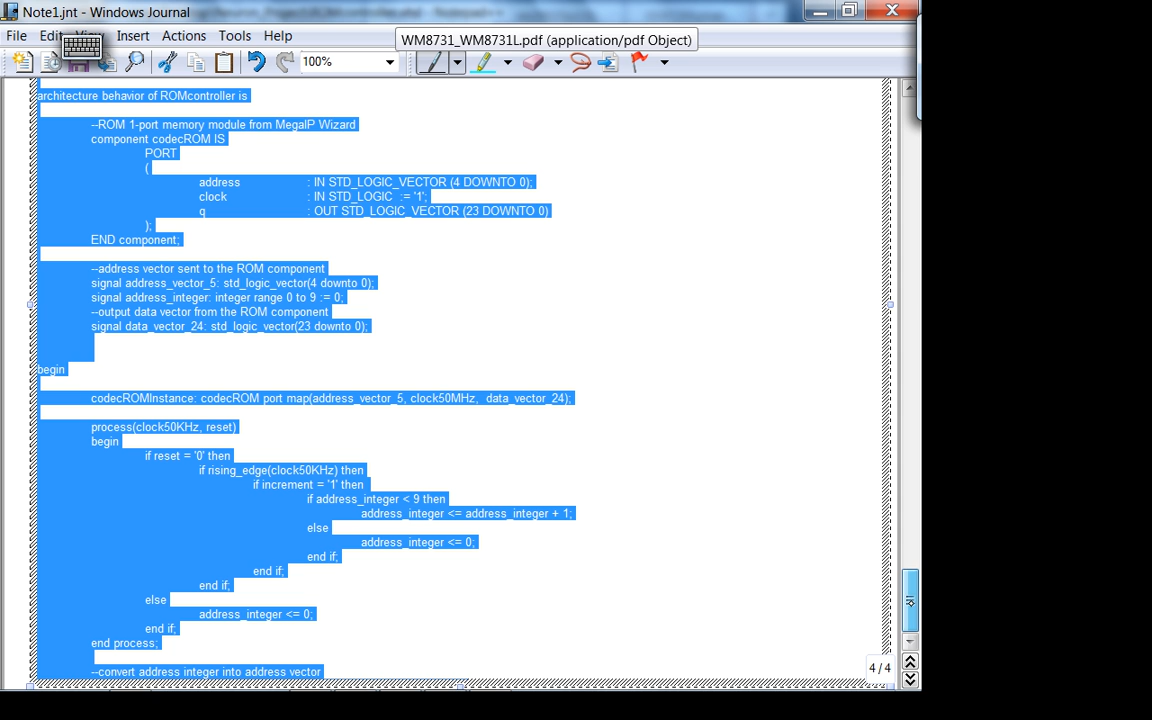 Note1.jnt - Windows Journal
File Edit View Insert Actions Tools Help
WM8731_WM8731L.pdf (application/pdf Object)
100%
architecture behavior of ROMcontroller is
--ROM 1-port memory module from MegaIP Wizard
component codecROM IS
PORT
(
address : IN STD_LOGIC_VECTOR (4 DOWNTO 0);
clock : IN STD_LOGIC := '1';
q : OUT STD_LOGIC_VECTOR (23 DOWNTO 0)
);
END component;
--address vector sent to the ROM component
signal address_vector_5: std_logic_vector(4 downto 0);
signal address_integer: integer range 0 to 9 := 0;
--output data vector from the ROM component
signal data_vector_24: std_logic_vector(23 downto 0);
begin
codecROMInstance: codecROM port map(address_vector_5, clock50MHz, data_vector_24);
process(clock50KHz, reset)
begin
if reset = '0' then
if rising_edge(clock50KHz) then
if increment = '1' then
if address_integer < 9 then
address_integer <= address_integer + 1;
else
address_integer <= 0;
end if;
end if;
end if;
else
address_integer <= 0;
end if;
end process;
--convert address integer into address vector
4 / 4